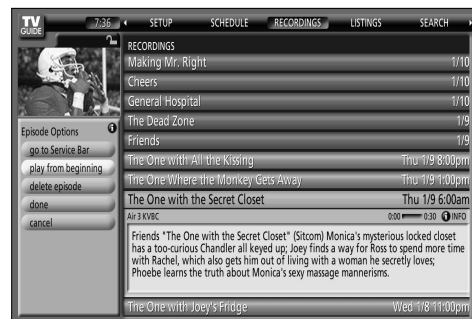 TV
GUIDE
7:36
SETUP
SCHEDULE
RECORDINGS
LISTINGS
SEARCH
RECORDINGS
Making Mr. Right 1/10
Cheers 1/10
General Hospital 1/10
The Dead Zone 1/9
Friends 1/9
The One with All the Kissing Thu 1/9 8:00pm
The One Where the Monkey Gets Away Thu 1/9 1:00pm
The One with the Secret Closet Thu 1/9 6:00am
Air 3 KVBC 0:00 0:30 i INFO
Friends "The One with the Secret Closet" (Sitcom) Monica's mysterious locked closet
has a too-curious Chandler all keyed up; Joey finds a way for Ross to spend more time
with Rachel, which also gets him out of living with a woman he secretly loves;
Phoebe learns the truth about Monica's sexy massage mannerisms.
The One with Joey's Fridge Wed 1/8 11:00pm
Episode Options i
go to Service Bar
play from beginning
delete episode
done
cancel